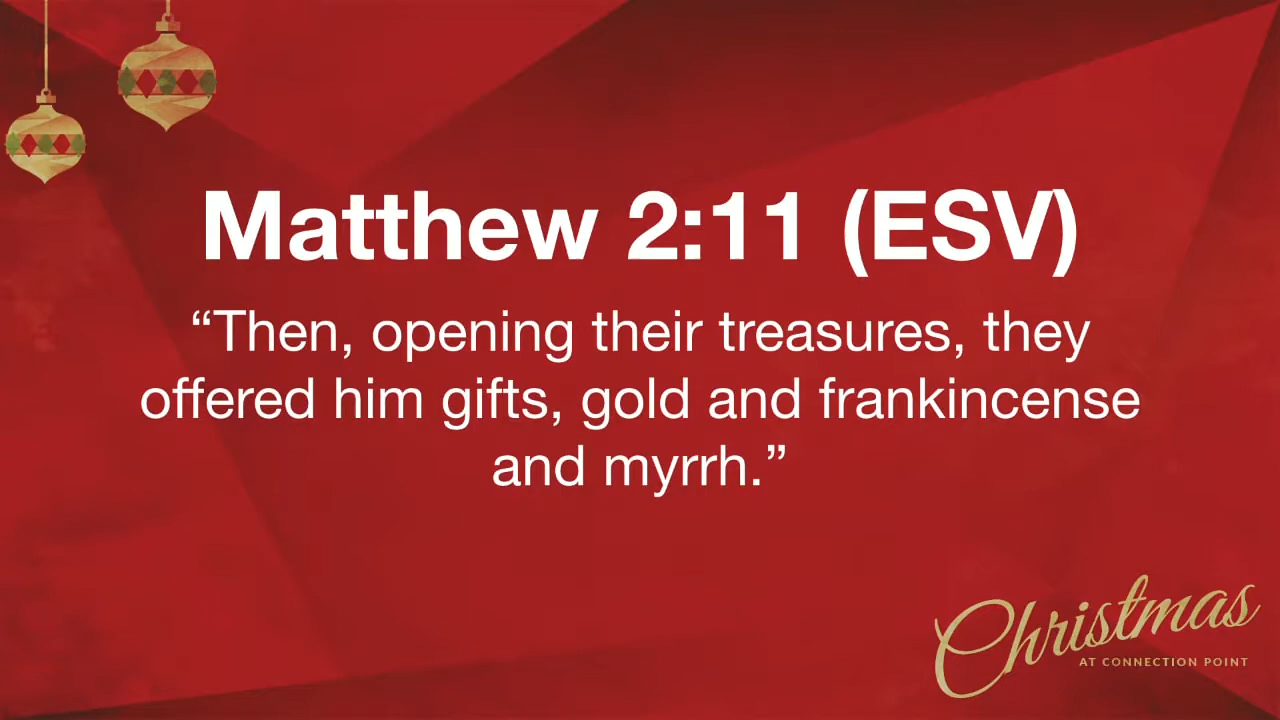 Matthew 2:11 (ESV)
“Then, opening their treasures, they
offered him gifts, gold and frankincense
and myrrh.”
Christmas
AT CONNECTION POINT